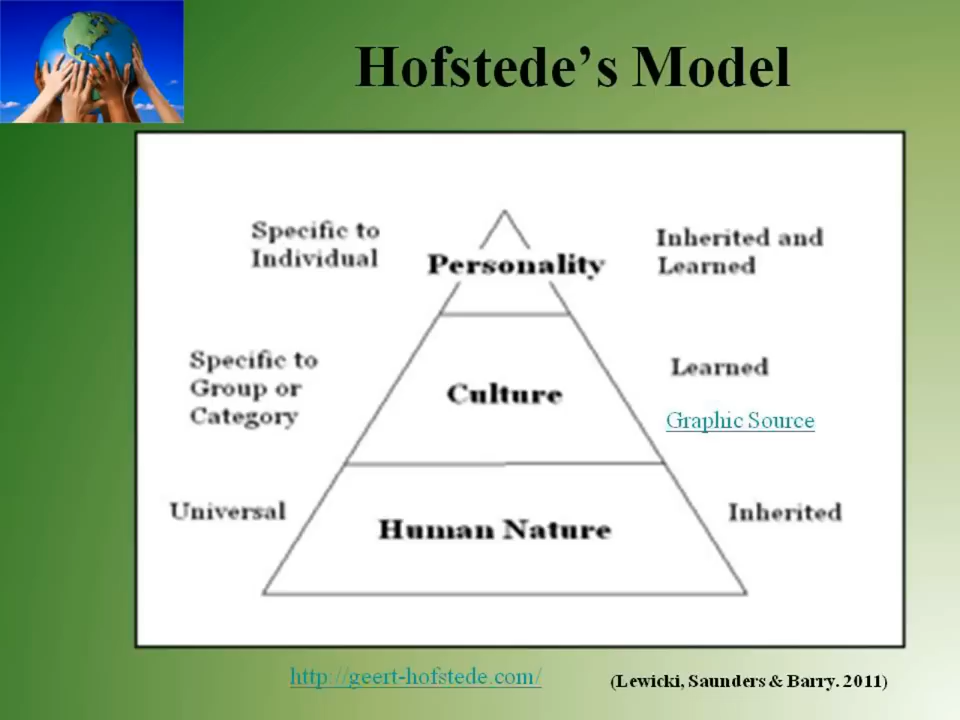 Hofstede's Model
Specific to
Individual
Personality
Inherited and
Learned
Specific to
Group or
Category
Culture
Learned
Graphic Source
Universal
Human Nature
Inherited
http://geert-hofstede.com/
(Lewicki, Saunders & Barry. 2011)